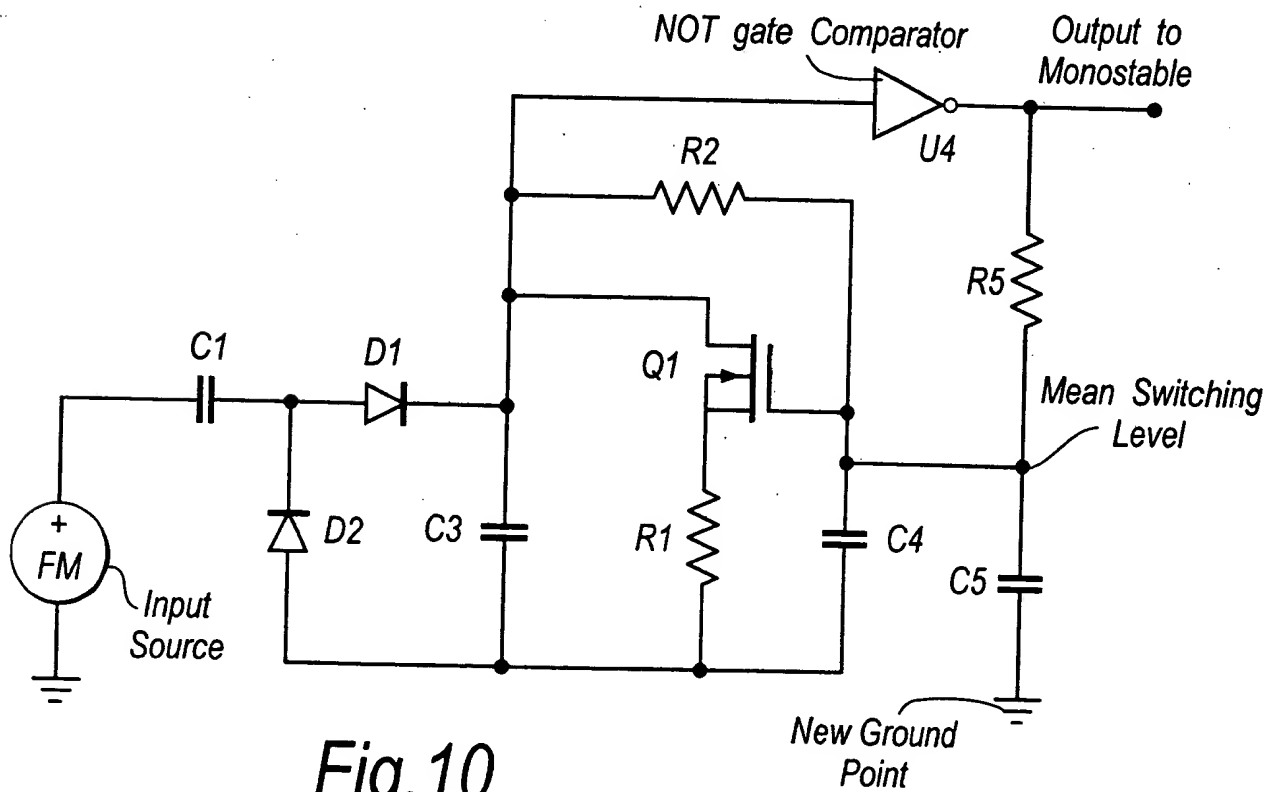 NOT gate Comparator
Output to
Monostable
U4
R2
R5
C1
D1
Q1
Mean Switching
Level
+
FM
D2
C3
R1
C4
C5
Input
Source
New Ground
Point
Fig.10